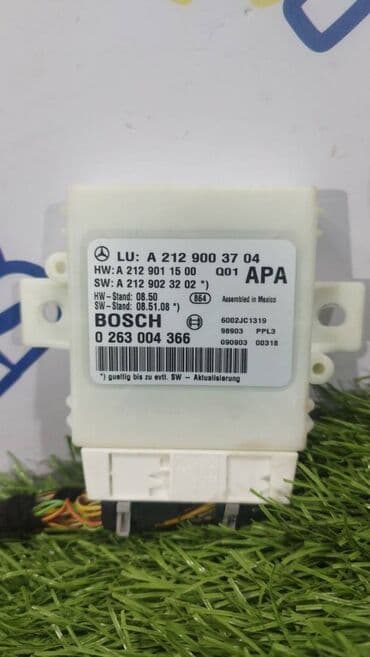 LU: A 212 900 3704
HW: A 212 901 15 00 Q01 APA
SW: A 212 902 32 02 *)
HW-Stand: 08.50 864 Assembled in Mexico
SW-Stand: 08.51.08 *)
BOSCH 6002JC1319
0 263 004 366 98903 PPL3
090903 00318
*) gueltig bis zu evtl. SW - Aktualisierung